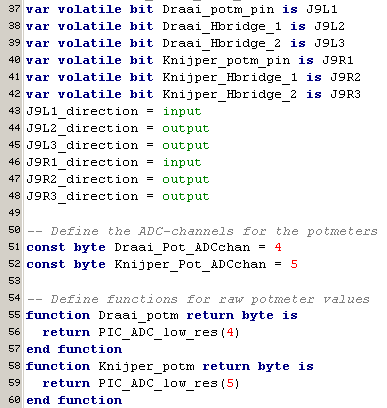 37 var volatile bit Draai_potm_pin is J9L1
38 var volatile bit Draai_Hbridge_1 is J9L2
39 var volatile bit Draai_Hbridge_2 is J9L3
40 var volatile bit Knijper_potm_pin is J9R1
41 var volatile bit Knijper_Hbridge_1 is J9R2
42 var volatile bit Knijper_Hbridge_2 is J9R3
43 J9L1_direction = input
44 J9L2_direction = output
45 J9L3_direction = output
46 J9R1_direction = input
47 J9R2_direction = output
48 J9R3_direction = output
49
50 -- Define the ADC-channels for the potmeters
51 const byte Draai_Pot_ADCchan = 4
52 const byte Knijper_Pot_ADCchan = 5
53
54 -- Define functions for raw potmeter values
55 function Draai_potm return byte is
56   return PIC_ADC_low_res(4)
57 end function
58 function Knijper_potm return byte is
59   return PIC_ADC_low_res(5)
60 end function